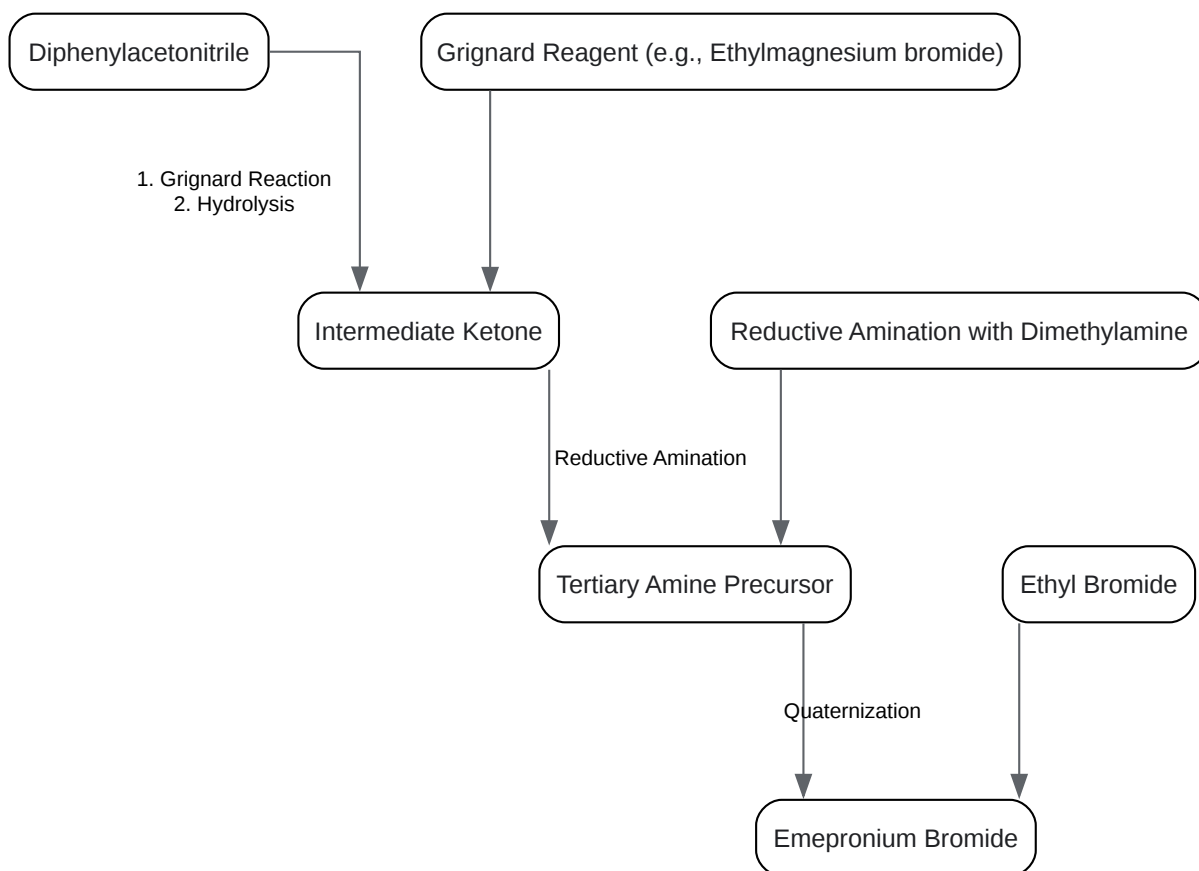 Diphenylacetonitrile
Grignard Reagent (e.g., Ethylmagnesium bromide)
1. Grignard Reaction
2. Hydrolysis
Intermediate Ketone
Reductive Amination with Dimethylamine
Reductive Amination
Tertiary Amine Precursor
Ethyl Bromide
Quaternization
Emepronium Bromide